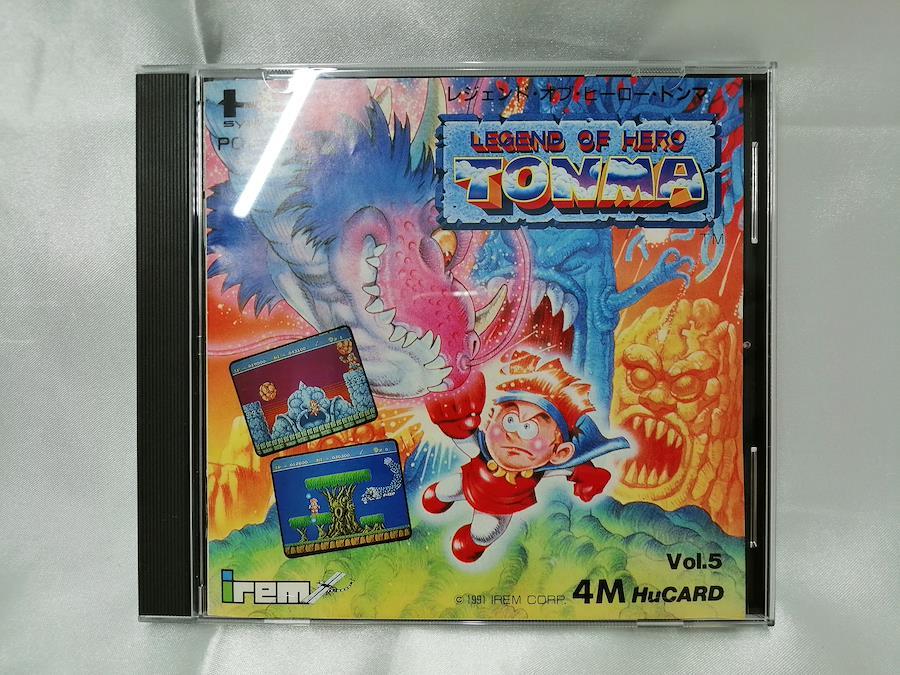 レジェンド・オブ・ヒーロー・トンマ
LEGEND OF HERO
TONMA
TM
Vol.5
4M HuCARD
irem
© 1991 IREM CORP.